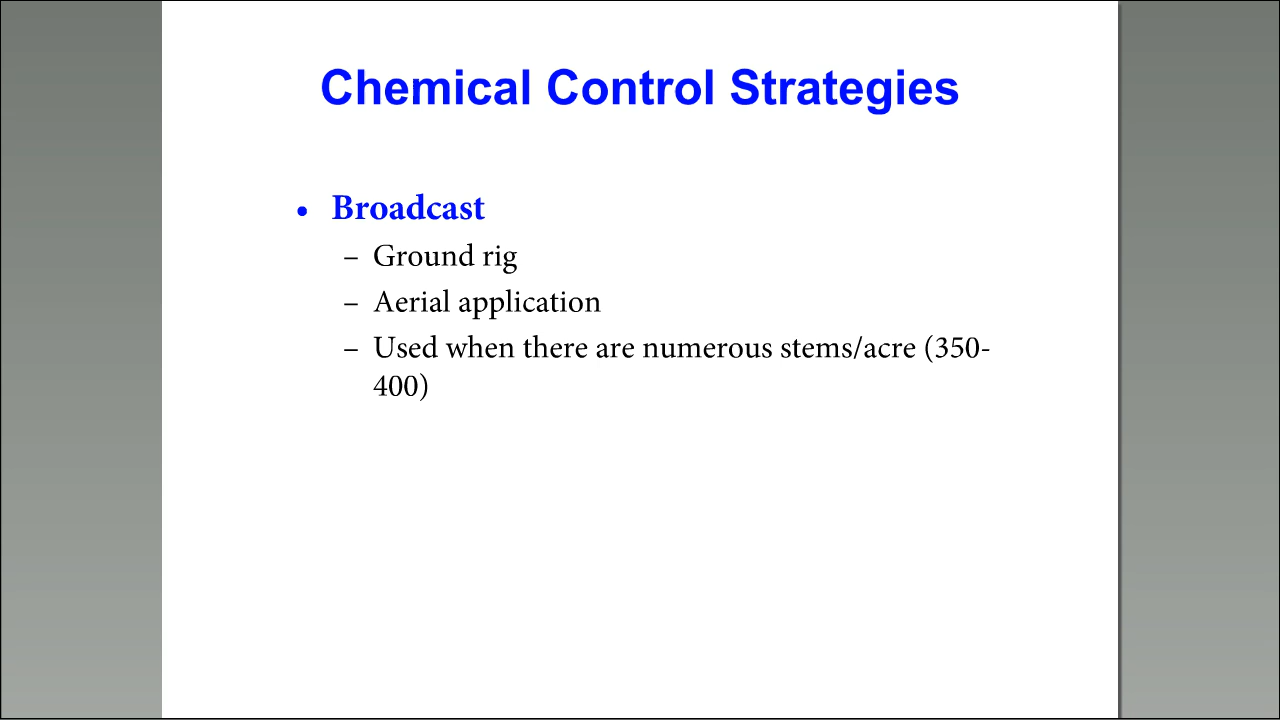 Chemical Control Strategies
• Broadcast
– Ground rig
– Aerial application
– Used when there are numerous stems/acre (350-
400)